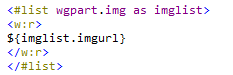 <#list wgpart.img as imglist>
<w:r>
${imglist.imgurl}
</w:r>
</#list>